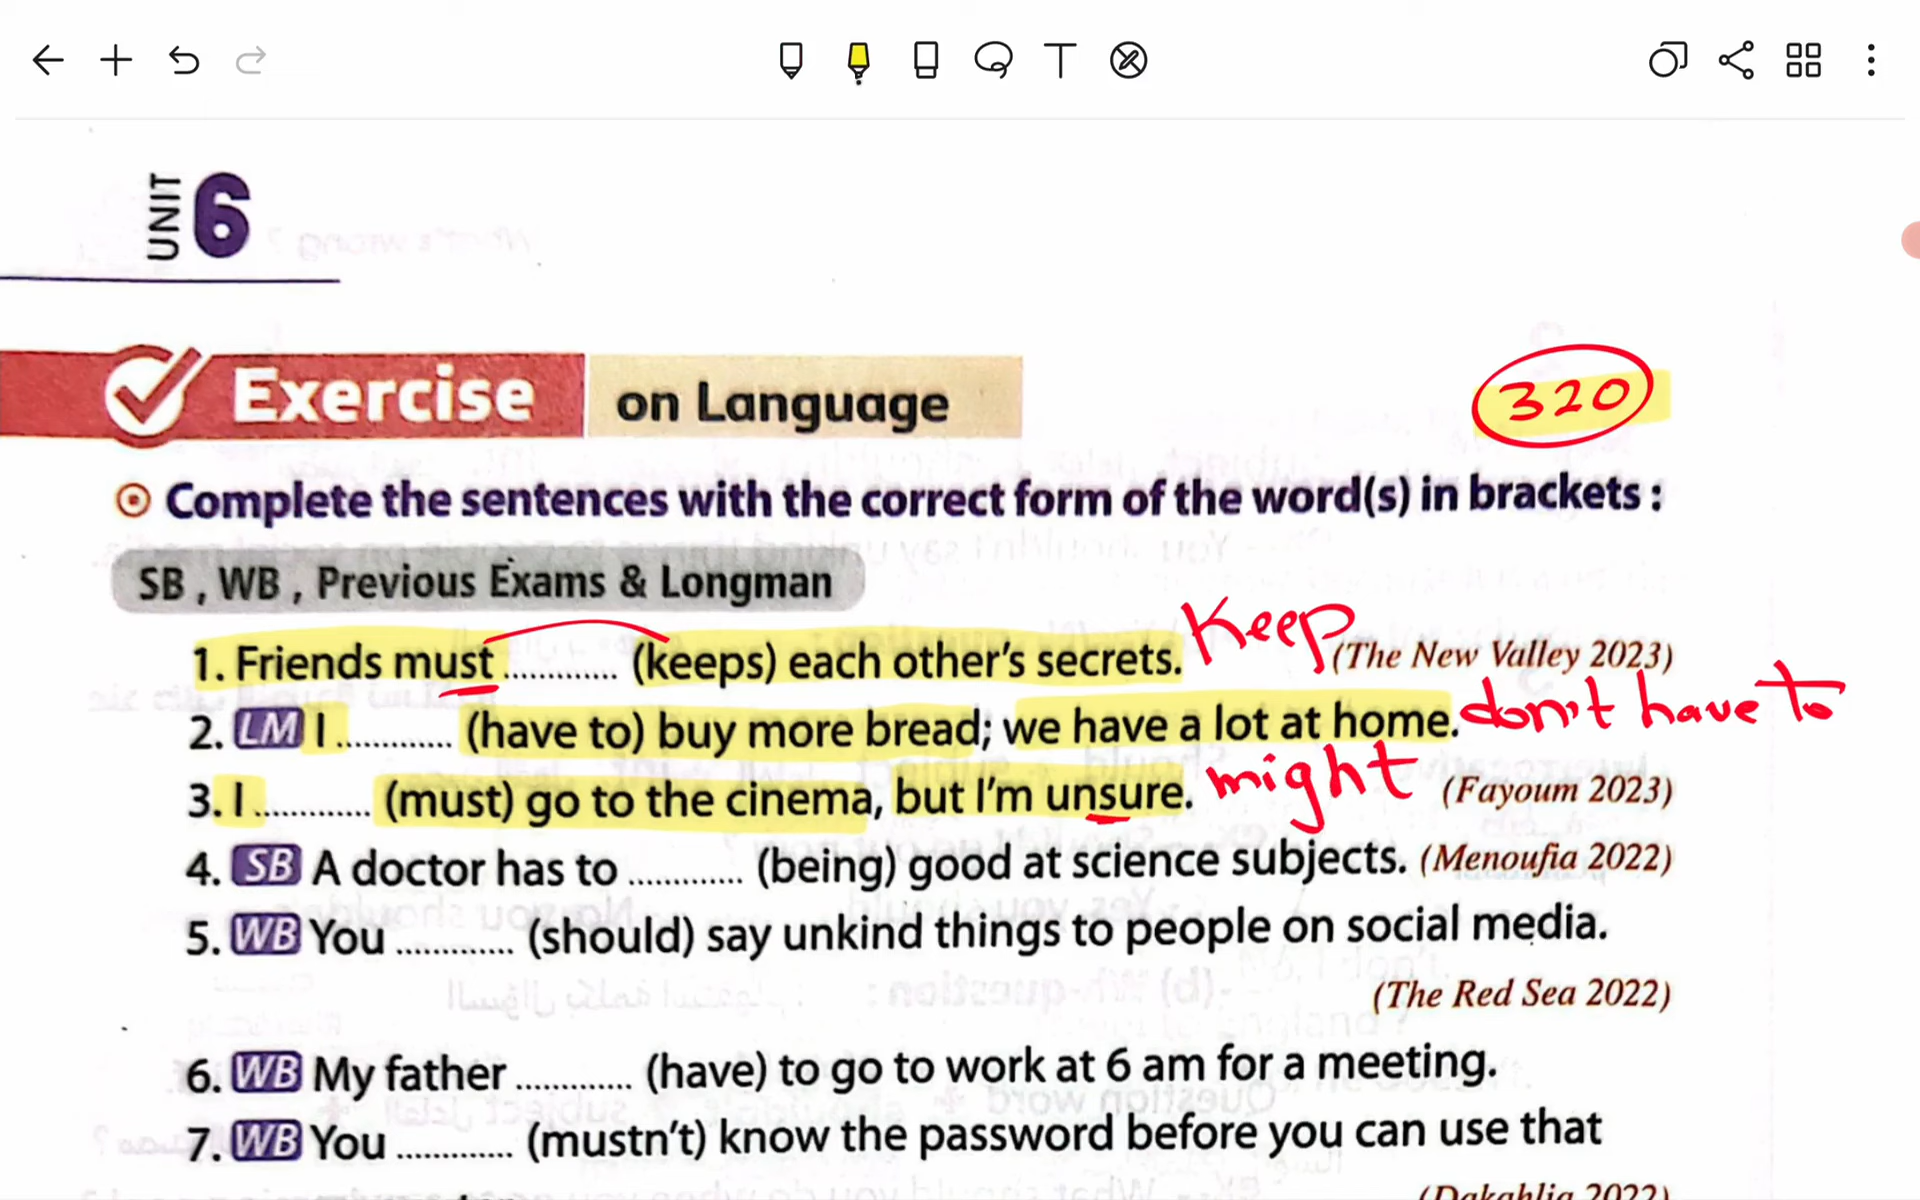 UNIT 6
Exercise on Language
320
Complete the sentences with the correct form of the word(s) in brackets :
SB , WB , Previous Exams & Longman
1. Friends must ............. (keeps) each other's secrets. Keep (The New Valley 2023)
2. LM I ............. (have to) buy more bread; we have a lot at home. don't have to
3. I ............. (must) go to the cinema, but I'm unsure. might (Fayoum 2023)
4. SB A doctor has to ............. (being) good at science subjects. (Menoufia 2022)
5. WB You ............. (should) say unkind things to people on social media.
(The Red Sea 2022)
6. WB My father ............. (have) to go to work at 6 am for a meeting.
7. WB You ............. (mustn't) know the password before you can use that
(Dakahlia 2022)